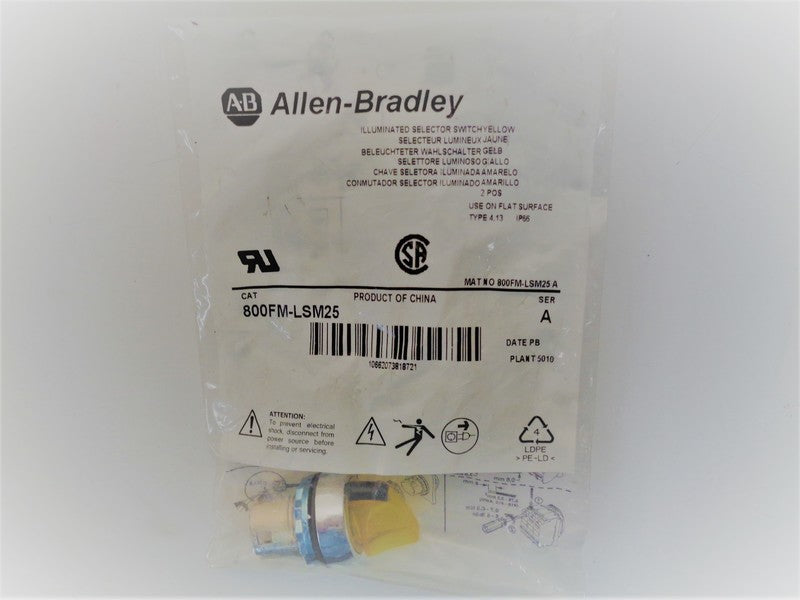 A-B Allen-Bradley
ILLUMINATED SELECTOR SWITCH YELLOW
SELECTEUR LUMINEUX JAUNE
BELEUCHTETER WAHLSCHALTER GELB
SELETTORE LUMINOSO GIALLO
CHAVE SELETORA ILUMINADA AMARELO
CONMUTADOR SELECTOR ILUMINADO AMARILLO
2 POS
USE ON FLAT SURFACE
TYPE 4,13 IP66
SA
MAT NO 800FM-LSM25 A
CAT PRODUCT OF CHINA SER
800FM-LSM25 A
10662073818721
DATE PB
PLANT 5010
ATTENTION:
To prevent electrical
shock, disconnect from
power source before
installing or servicing.
4
LDPE
> PE-LD <